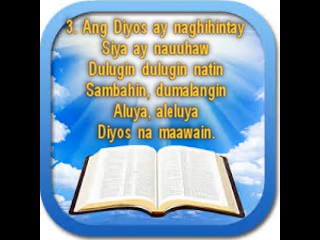 3. Ang Diyos ay naghihintay
Siya ay nauuhaw
Dulugin dulugin natin
Sambahin, dumalangin
Aluya, aleluya
Diyos na maawain.